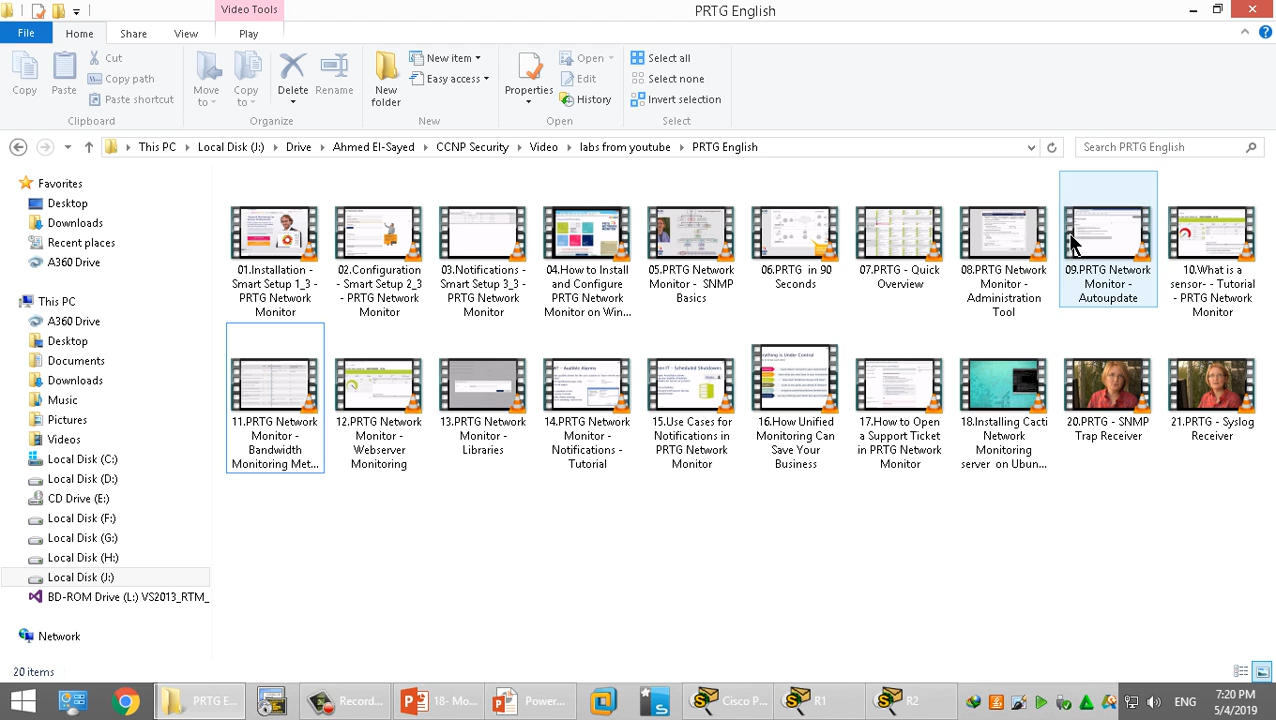 PRTG English
Video Tools
File Home Share View Play
Copy
Paste
Cut
Copy path
Paste shortcut
Clipboard
Move to
Copy to
Delete
Rename
Organize
New folder
New item
Easy access
New
Properties
Open
Edit
History
Open
Select all
Select none
Invert selection
Select
This PC Local Disk (J:) Drive Ahmed El-Sayed CCNP Security Video labs from youtube PRTG English
Search PRTG English
Favorites
Desktop
Downloads
Recent places
A360 Drive
This PC
A360 Drive
Desktop
Documents
Downloads
Music
Pictures
Videos
Local Disk (C:)
Local Disk (D:)
CD Drive (E:)
Local Disk (F:)
Local Disk (G:)
Local Disk (H:)
Local Disk (J:)
BD-ROM Drive (L:) VS2013_RTM_
Network
01.Installation -
Smart Setup 1_3 -
PRTG Network
Monitor
02.Configuration
- Smart Setup 2_3
- PRTG Network
Monitor
03.Notifications -
Smart Setup 3_3 -
PRTG Network
Monitor
04.How to Install
and Configure
PRTG Network
Monitor on Win...
05.PRTG Network
Monitor - SNMP
Basics
06.PRTG in 90
Seconds
07.PRTG - Quick
Overview
08.PRTG Network
Monitor -
Administration
Tool
09.PRTG Network
Monitor -
Autoupdate
10.What is a
sensor- - Tutorial
- PRTG Network
Monitor
11.PRTG Network
Monitor -
Bandwidth
Monitoring Met...
12.PRTG Network
Monitor -
Webserver
Monitoring
13.PRTG Network
Monitor -
Libraries
14.PRTG Network
Monitor -
Notifications -
Tutorial
15.Use Cases for
Notifications in
PRTG Network
Monitor
16.How Unified
Monitoring Can
Save Your
Business
17.How to Open
a Support Ticket
in PRTG Network
Monitor
18.Installing Cacti
Network
Monitoring
server on Ubun...
20.PRTG - SNMP
Trap Receiver
21.PRTG - Syslog
Receiver
20 items
PRTG E...
Record...
18- Mo...
Power...
Cisco P...
R1
R2
ENG
7:20 PM
5/4/2019